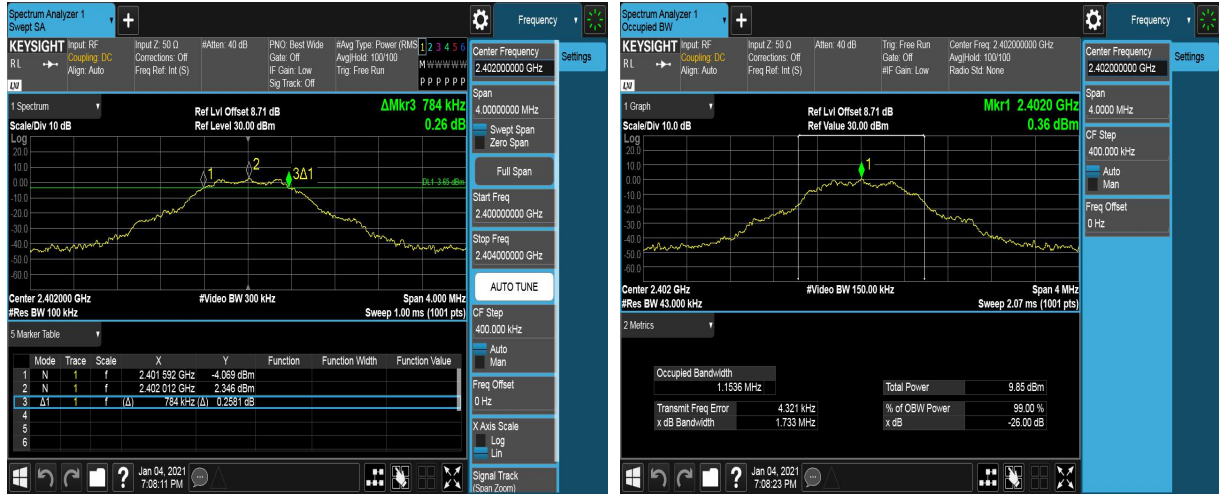 Spectrum Analyzer 1
Swept SA
Frequency
KEYSIGHT Input: RF Input Z: 50 Ω #Atten: 40 dB PNO: Best Wide #Avg Type: Power (RMS 1 2 3 4 5 6
RL Coupling: DC Corrections: Off Gate: Off Avg|Hold: 100/100 M W W W W W
Align: Auto Freq Ref: Int (S) IF Gain: Low Trig: Free Run
Sig Track: Off P P P P P P
LXI
1 Spectrum
Ref Lvl Offset 8.71 dB
ΔMkr3 784 kHz
Scale/Div 10 dB
Ref Level 30.00 dBm
0.26 dB
Log
20.0
10.0
0.00
-10.0
-20.0
-30.0
-40.0
-50.0
-60.0
1
2
3Δ1
DL1 3.65 dBm
Center 2.402000 GHz #Video BW 300 kHz Span 4.000 MHz
#Res BW 100 kHz Sweep 1.00 ms (1001 pts)
5 Marker Table
Mode Trace Scale X Y Function Function Width Function Value
1 N 1 f 2.401 592 GHz -4.069 dBm
2 N 1 f 2.402 012 GHz 2.346 dBm
3 Δ1 1 f (Δ) 784 kHz (Δ) 0.2581 dB
4
5
6
Center Frequency
2.402000000 GHz
Settings
Span
4.00000000 MHz
Swept Span
Zero Span
Full Span
Start Freq
2.400000000 GHz
Stop Freq
2.404000000 GHz
AUTO TUNE
CF Step
400.000 kHz
Auto
Man
Freq Offset
0 Hz
X Axis Scale
Log
Lin
Signal Track
(Span Zoom)
? Jan 04, 2021
7:08:11 PM
Spectrum Analyzer 1
Occupied BW
Frequency
KEYSIGHT Input: RF Input Z: 50 Ω Atten: 40 dB Trig: Free Run Center Freq: 2.402000000 GHz
RL Coupling: DC Corrections: Off Gate: Off Avg|Hold: 100/100
Align: Auto Freq Ref: Int (S) #IF Gain: Low Radio Std: None
LXI
1 Graph
Ref Lvl Offset 8.71 dB
Mkr1 2.4020 GHz
Scale/Div 10.0 dB
Ref Value 30.00 dBm
0.36 dBm
Log
20.0
10.0
0.00
-10.0
-20.0
-30.0
-40.0
-50.0
-60.0
1
Center 2.402 GHz #Video BW 150.00 kHz Span 4 MHz
#Res BW 43.000 kHz Sweep 2.07 ms (1001 pts)
2 Metrics
Occupied Bandwidth
1.1536 MHz
Total Power 9.85 dBm
Transmit Freq Error 4.321 kHz % of OBW Power 99.00 %
x dB Bandwidth 1.733 MHz x dB -26.00 dB
Center Frequency
2.402000000 GHz
Settings
Span
4.0000 MHz
CF Step
400.000 kHz
Auto
Man
Freq Offset
0 Hz
? Jan 04, 2021
7:08:23 PM